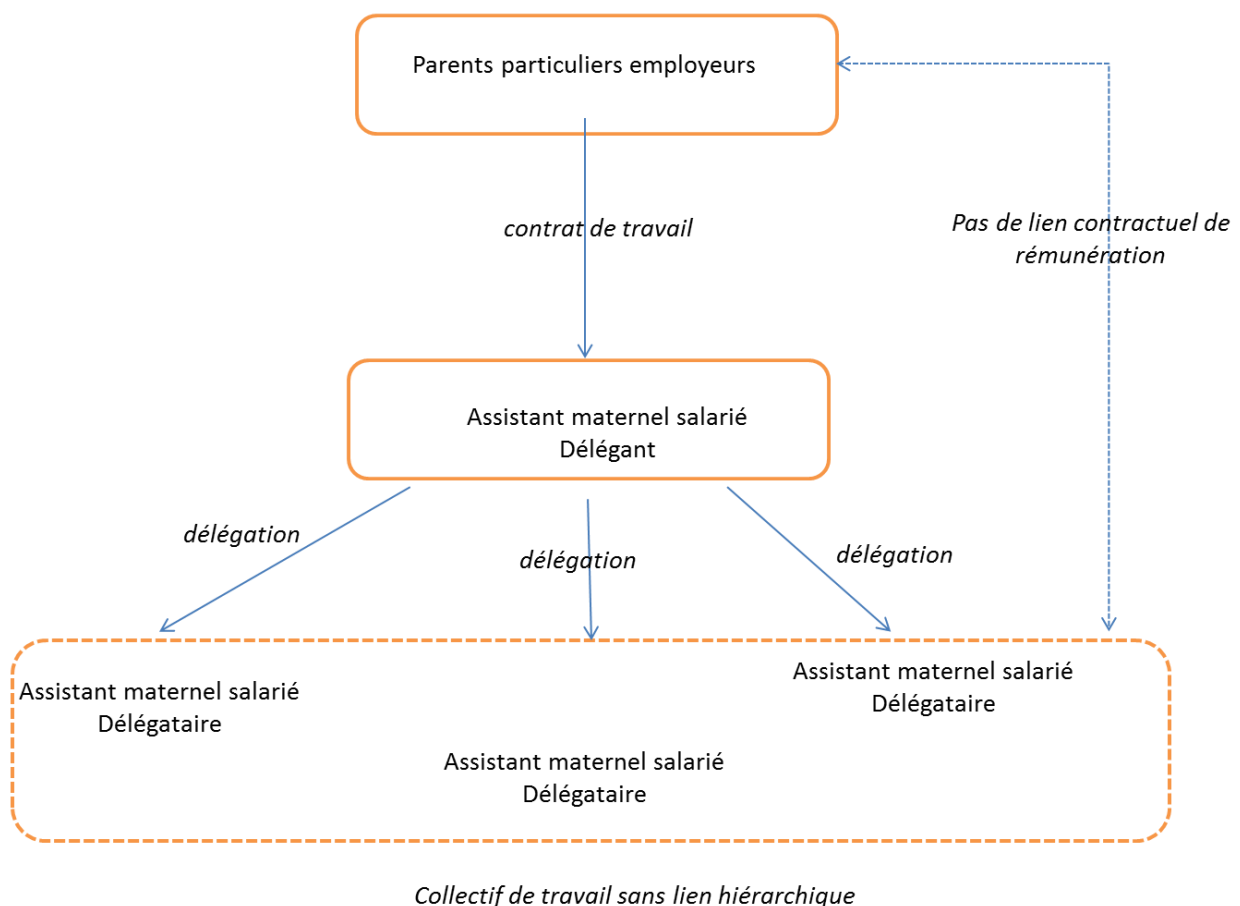 Parents particuliers employeurs
contrat de travail
Pas de lien contractuel de
rémunération
Assistant maternel salarié
Délégant
délégation
délégation
délégation
Assistant maternel salarié
Délégataire
Assistant maternel salarié
Délégataire
Assistant maternel salarié
Délégataire
Collectif de travail sans lien hiérarchique